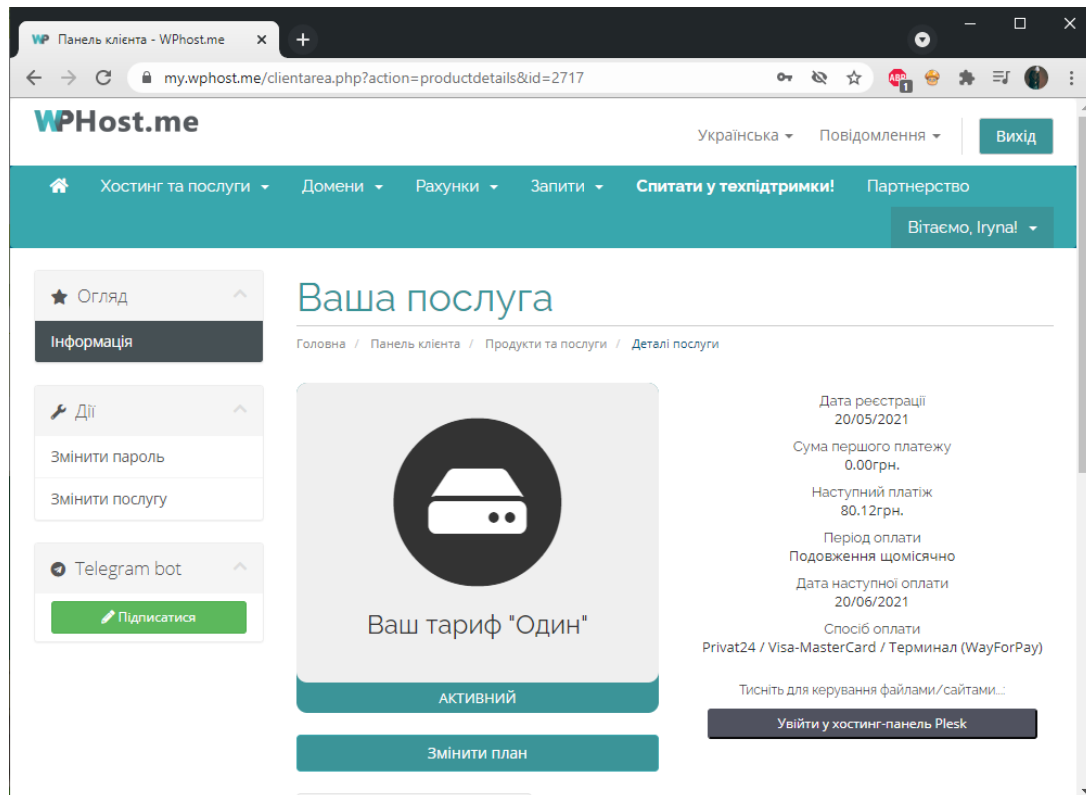 WP Панель клієнта - WPhost.me
my.wphost.me/clientarea.php?action=productdetails&id=2717
ABP
1
WPHost.me
Українська
Повідомлення
Вихід
Хостинг та послуги
Домени
Рахунки
Запити
Спитати у техпідтримки!
Партнерство
Вітаємо, Iryna!
Огляд
Інформація
Дії
Змінити пароль
Змінити послугу
Telegram bot
Підписатися
Ваша послуга
Головна / Панель клієнта / Продукти та послуги / Деталі послуги
Ваш тариф "Один"
АКТИВНИЙ
Змінити план
Дата реєстрації
20/05/2021
Сума першого платежу
0.00грн.
Наступний платіж
80.12грн.
Період оплати
Подовження щомісячно
Дата наступної оплати
20/06/2021
Спосіб оплати
Privat24 / Visa-MasterCard / Терминал (WayForPay)
Тисніть для керування файлами/сайтами...:
Увійти у хостинг-панель Plesk